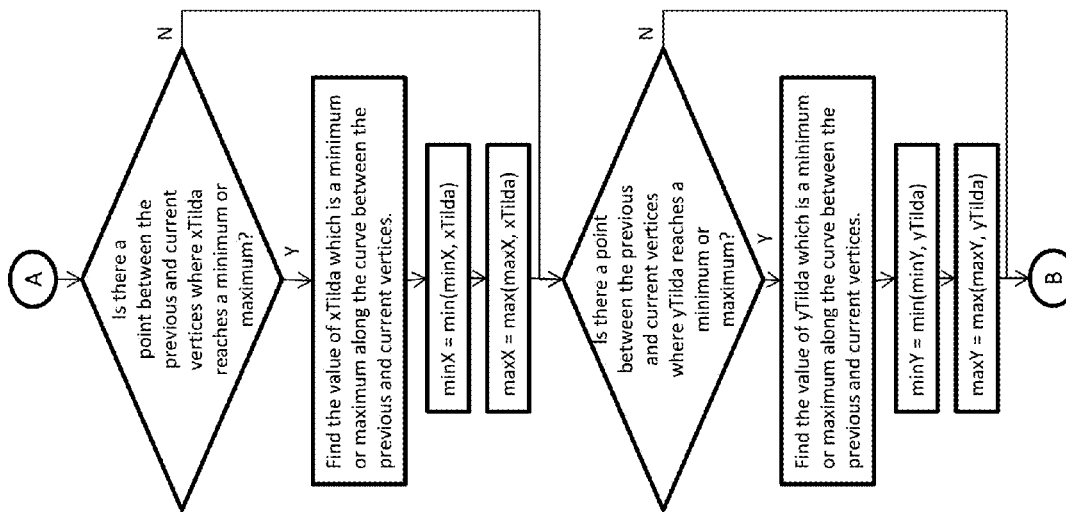 A
Is there a
point between the
previous and current
vertices where xTilda
reaches a minimum or
maximum?
N
Y
Find the value of xTilda which is a minimum
or maximum along the curve between the
previous and current vertices.
minX = min(minX, xTilda)
maxX = max(maxX, xTilda)
Is there a point
between the previous
and current vertices
where yTilda reaches a
minimum or
maximum?
N
Y
Find the value of yTilda which is a minimum
or maximum along the curve between the
previous and current vertices.
minY = min(minY, yTilda)
maxY = max(maxY, yTilda)
B